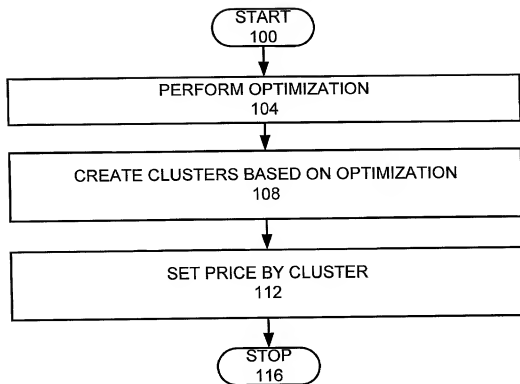 START
100
PERFORM OPTIMIZATION
104
CREATE CLUSTERS BASED ON OPTIMIZATION
108
SET PRICE BY CLUSTER
112
STOP
116